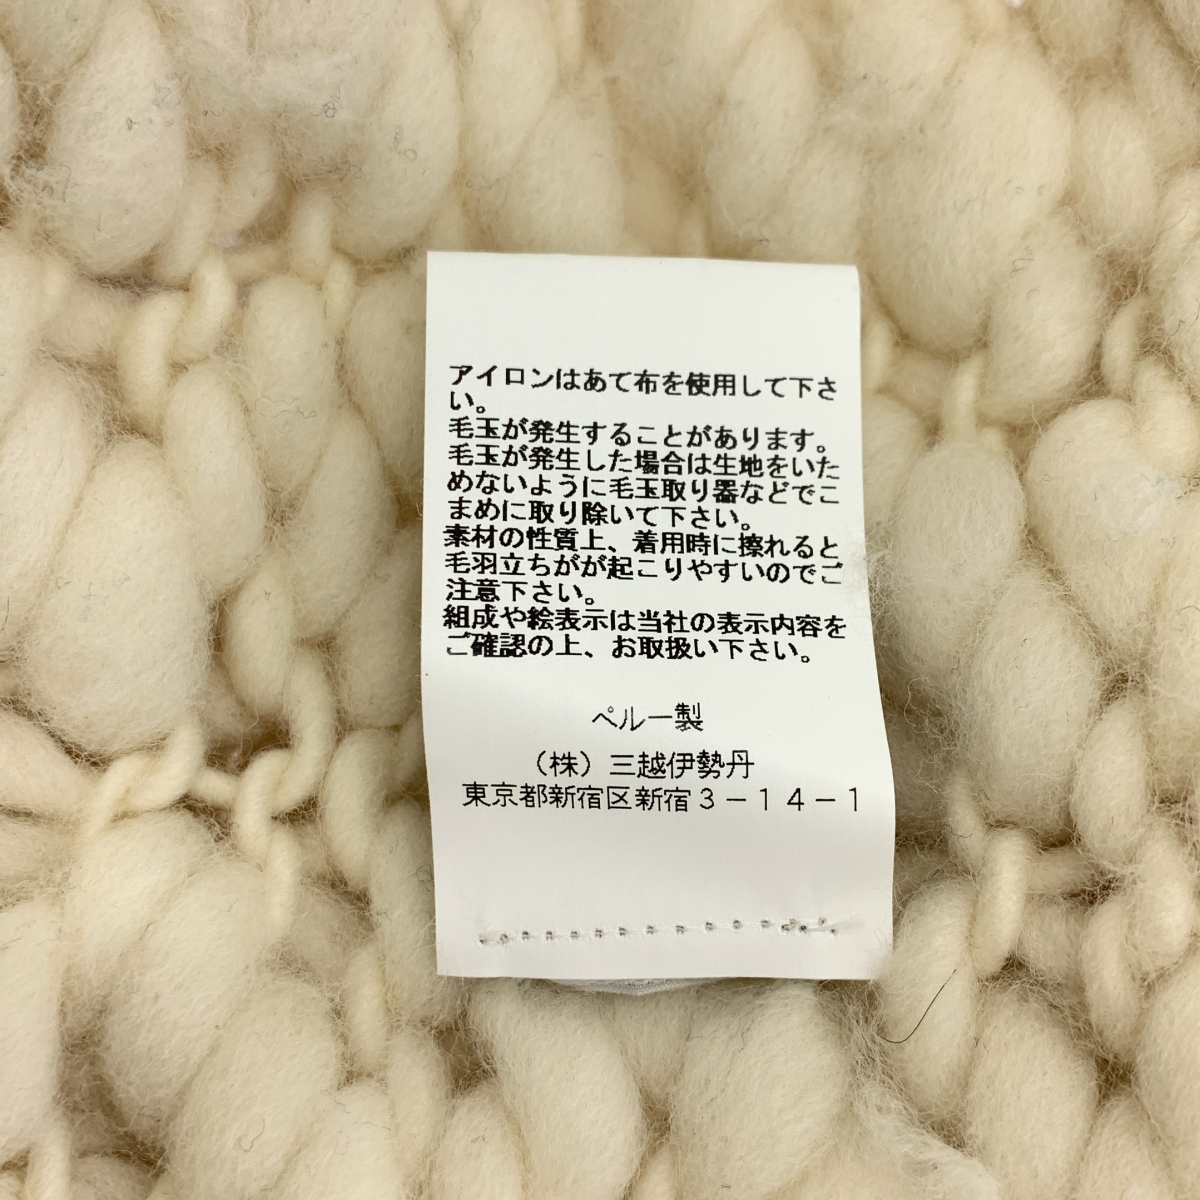 アイロンはあて布を使用して下さ
い。
毛玉が発生することがあります。
毛玉が発生した場合は生地をいた
めないように毛玉取り器などでこ
まめに取り除いて下さい。
素材の性質上、着用時に擦れると
毛羽立ちがが起こりやすいのでご
注意下さい。
組成や絵表示は当社の表示内容を
ご確認の上、お取扱い下さい。
ペルー製
（株）三越伊勢丹
東京都新宿区新宿３－１４－１